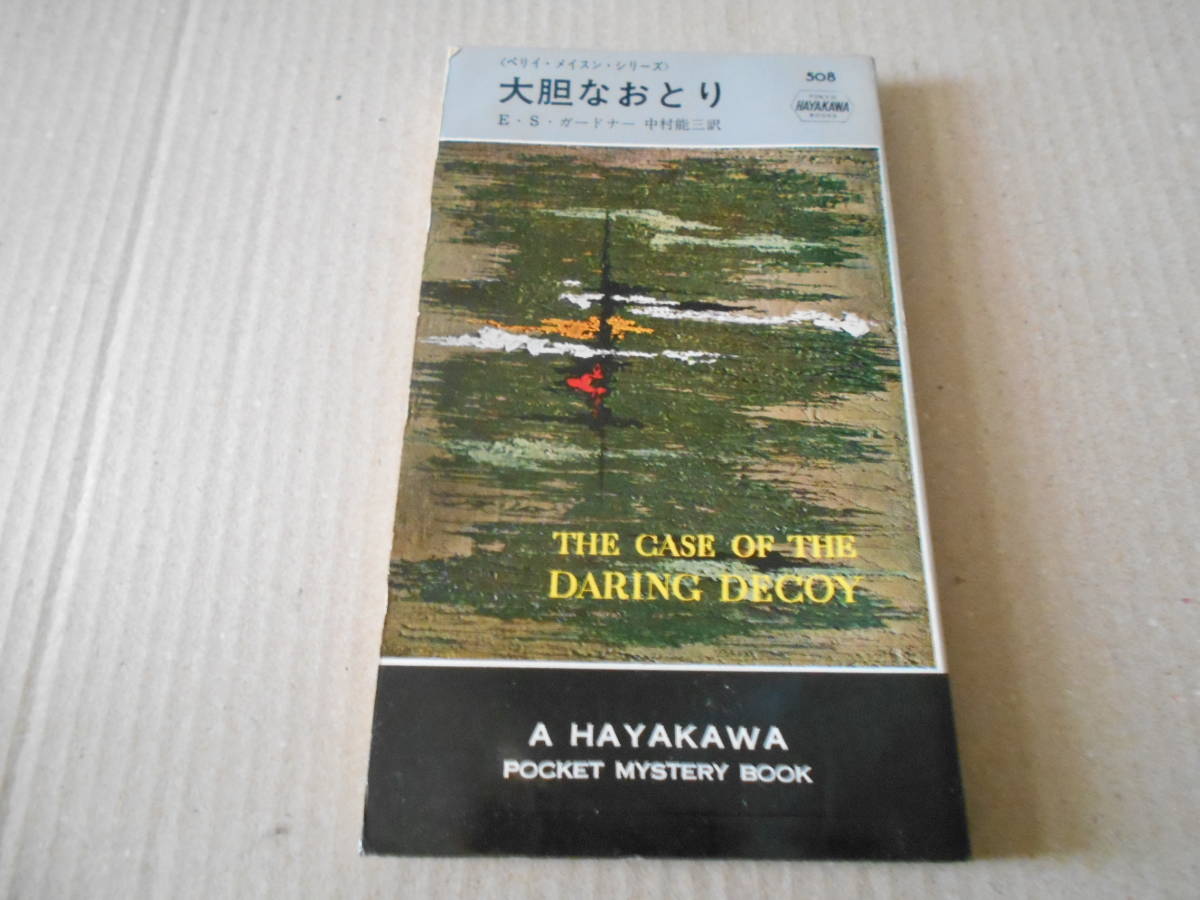 〈ペリイ・メイスン・シリーズ〉
508
大胆なおとり
TOKYO
HAYAKAWA
BOOKS
E・S・ガードナー 中村能三訳
THE CASE OF THE
DARING DECOY
A HAYAKAWA
POCKET MYSTERY BOOK